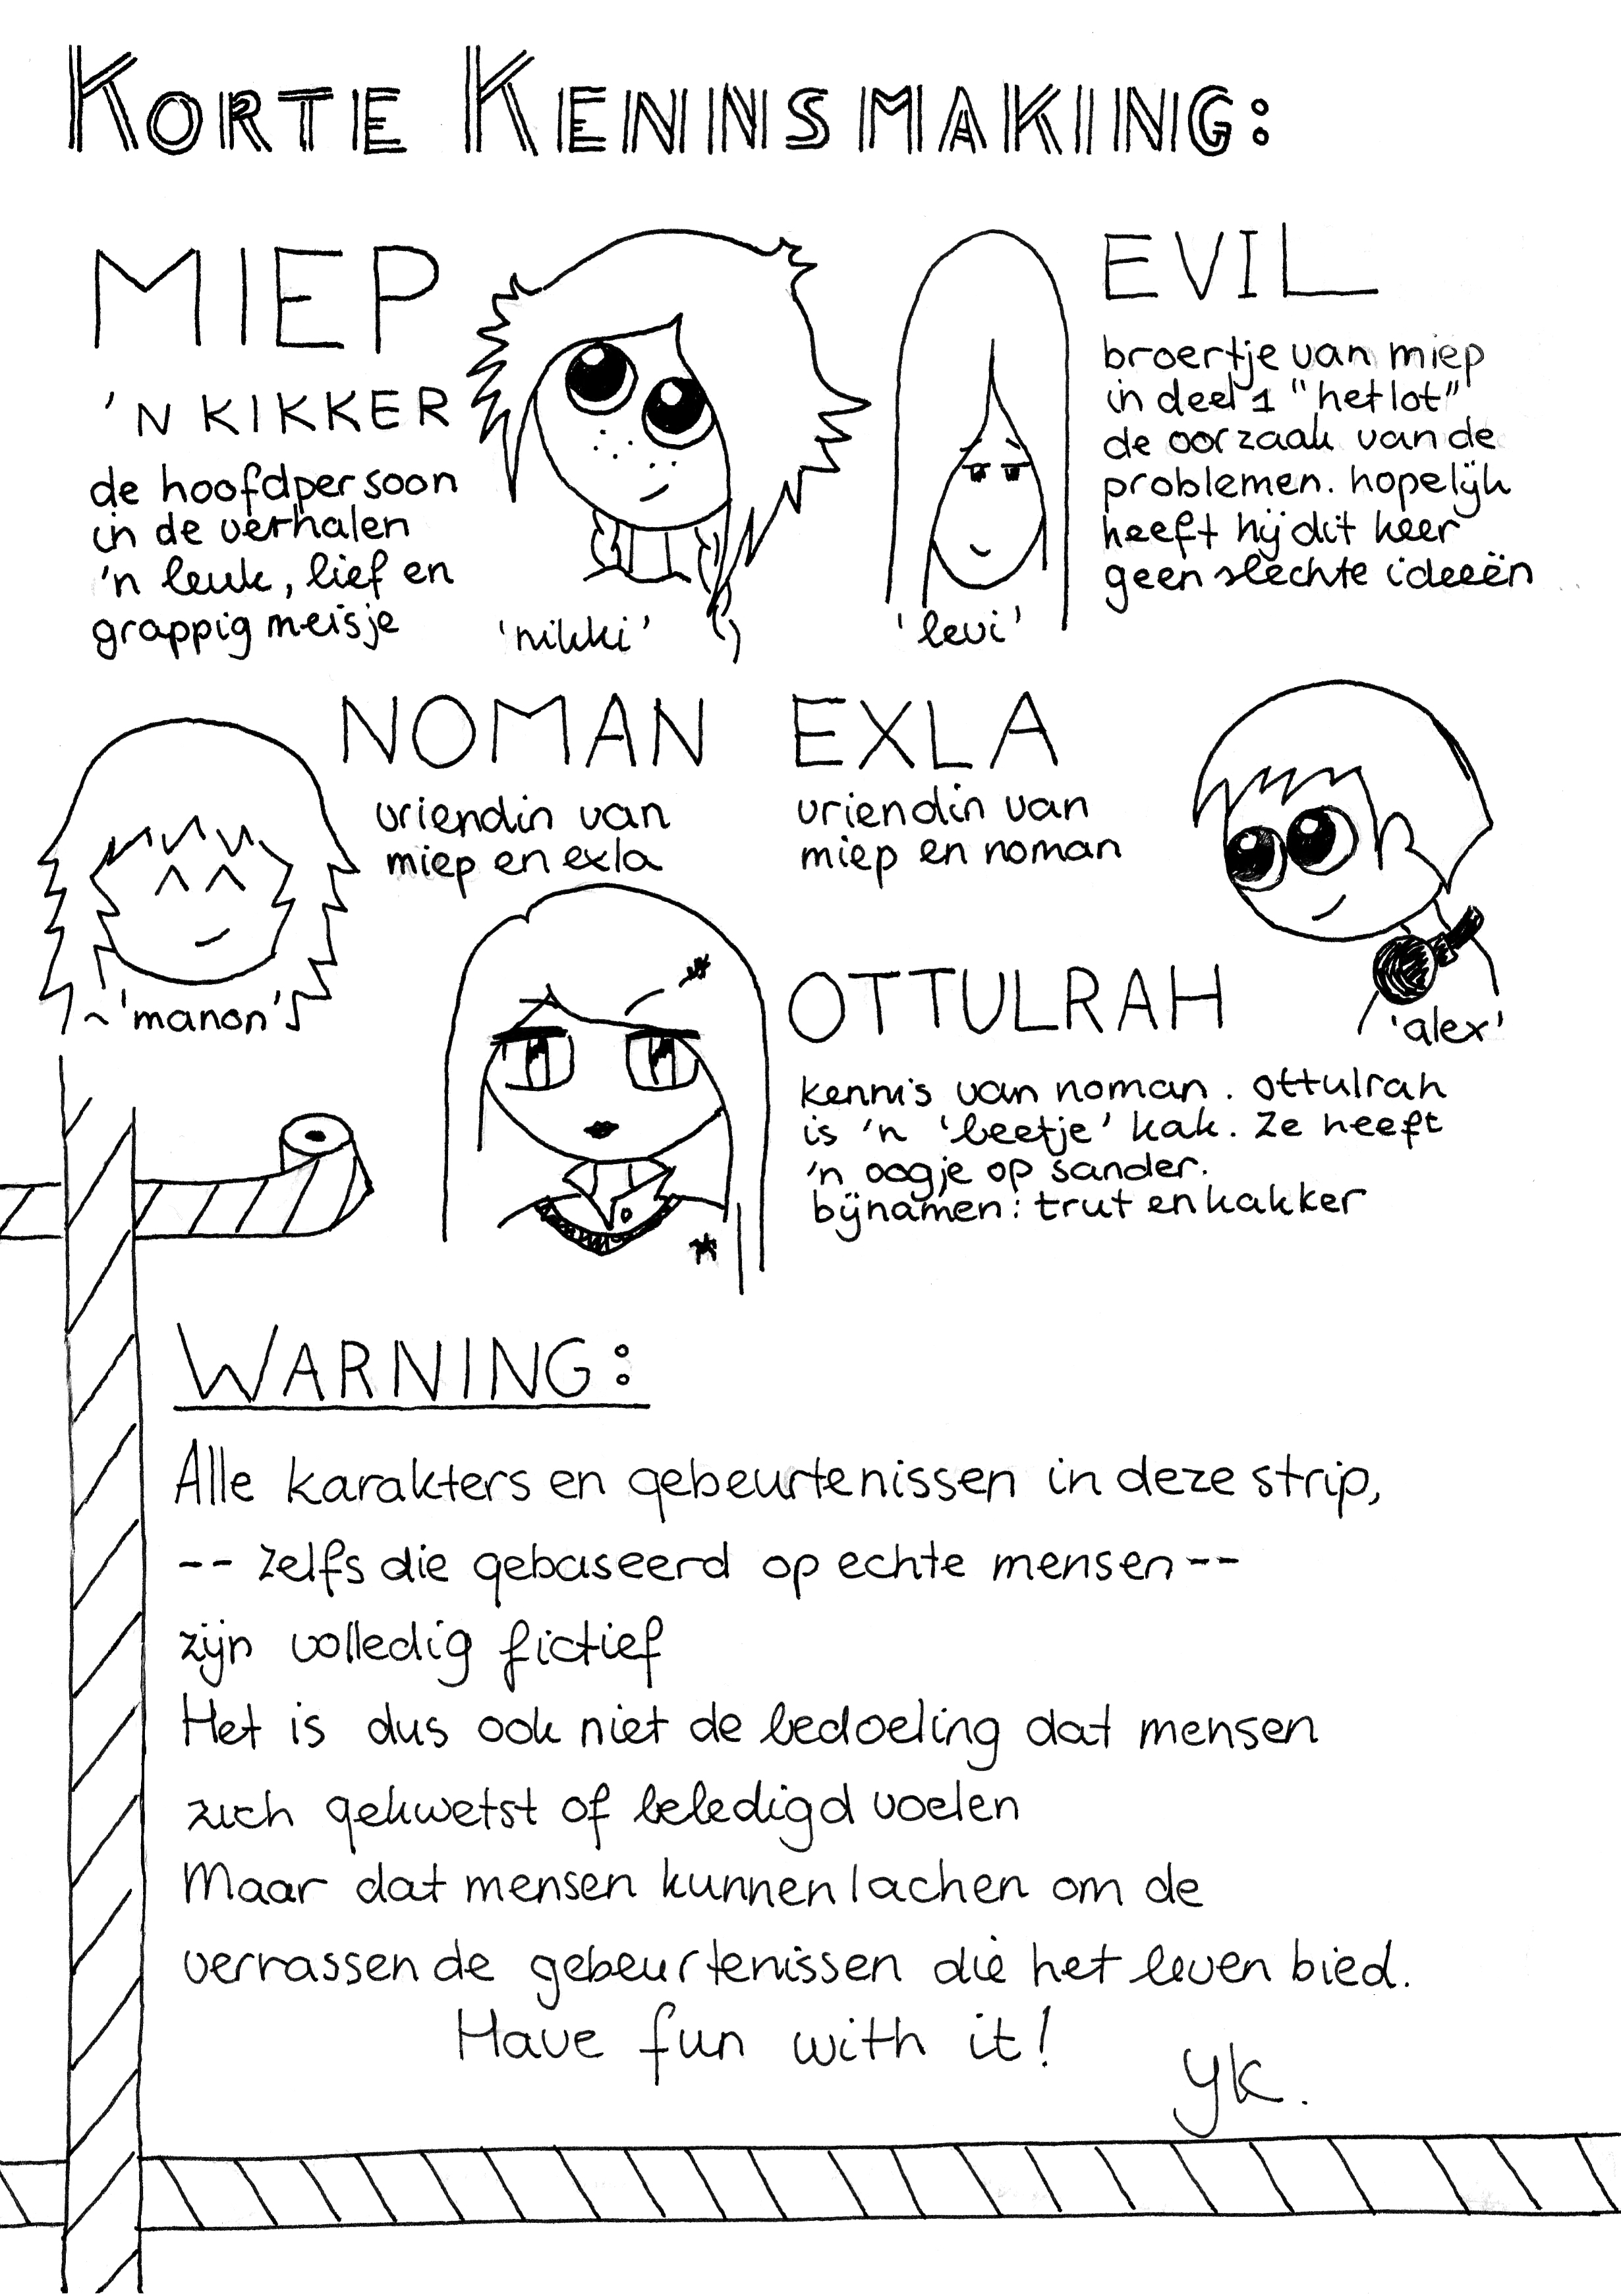 KORTE KENNSMAKING:
MIEP
'N KIKKER
de hoofdpersoon
in de verhalen
'n leuk, lief en
grappig meisje
'nikki'
'levi'
EVIL
broertje van miep
in deel 1 "het lot"
de oorzaak van de
problemen. hopelijk
heeft hij dit keer
geen slechte ideeën
NOMAN
vriendin van
miep en exla
~'manon'
EXLA
vriendin van
miep en noman
'alex'
OTTULRAH
kennis van noman. ottulrah
is 'n 'beetje' kak. Ze heeft
'n oogje op sander.
bijnamen: trut en kakker
WARNING:
Alle karakters en gebeurtenissen in deze strip,
-- zelfs die gebaseerd op echte mensen --
zijn volledig fictief
Het is dus ook niet de bedoeling dat mensen
zich gekwetst of beledigd voelen
Maar dat mensen kunnen lachen om de
verrassende gebeurtenissen die het leven bied.
Have fun with it!
YK.